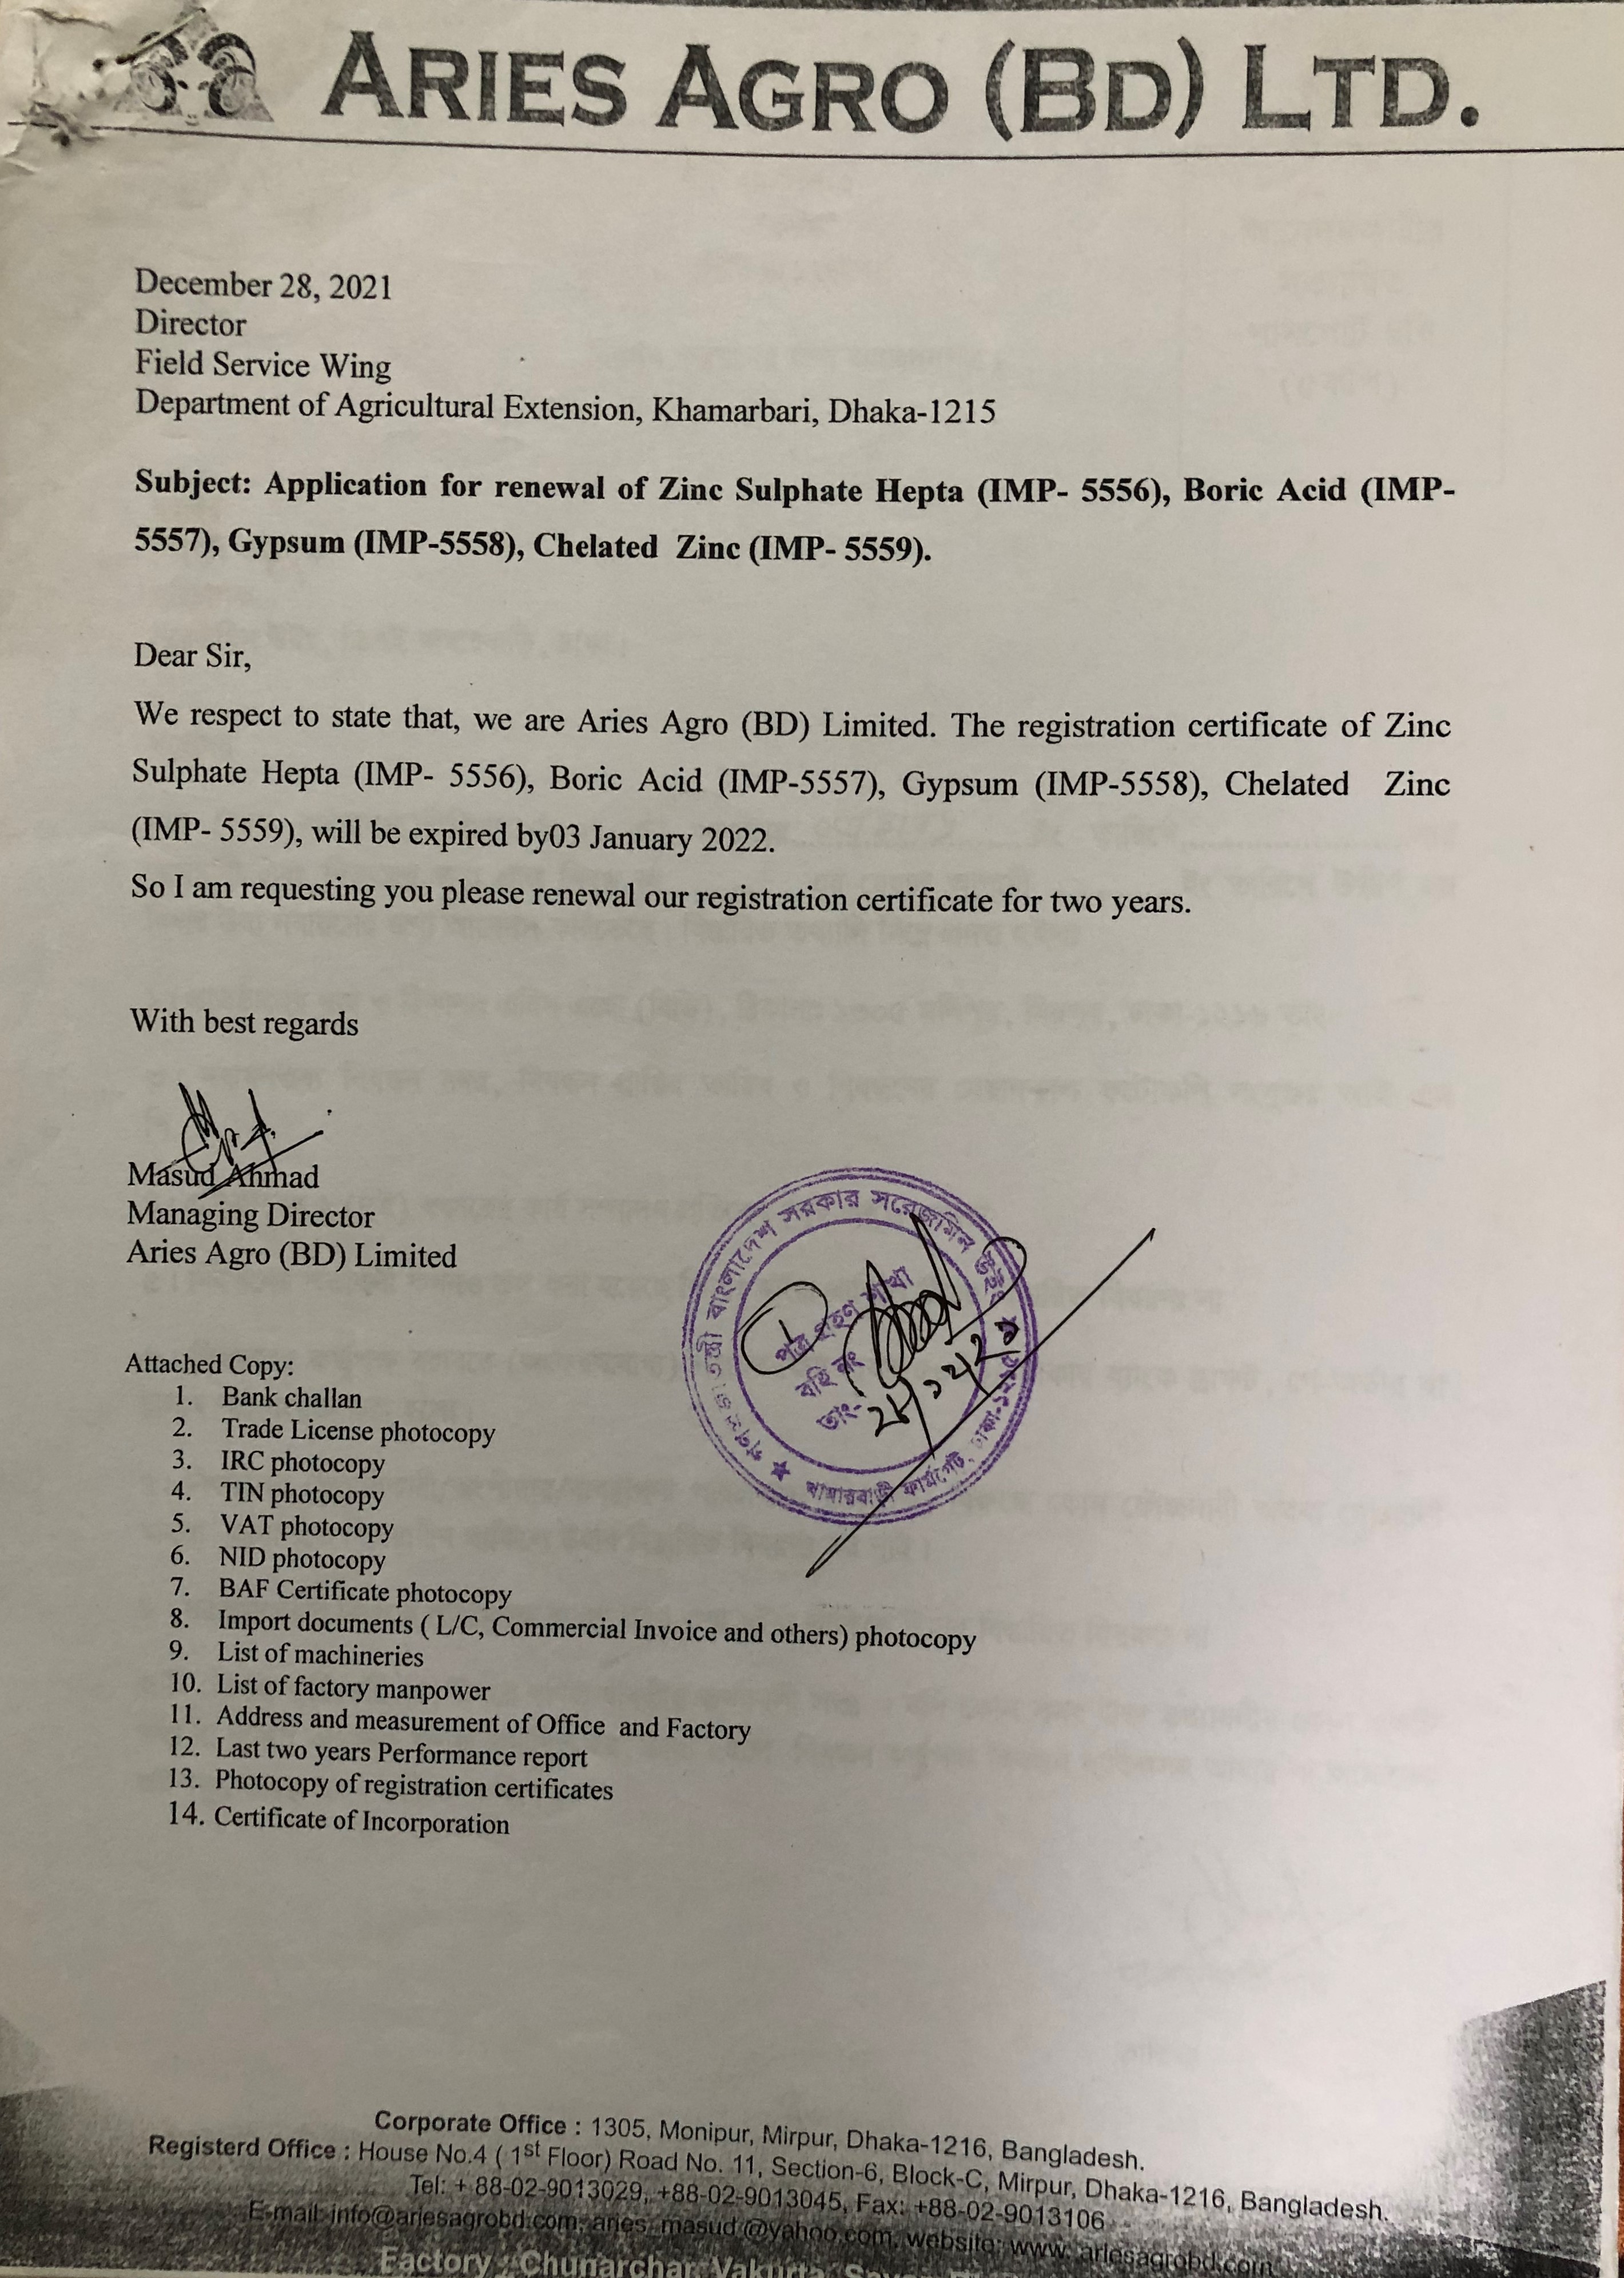 ARIES AGRO (BD) LTD.
December 28, 2021
Director
Field Service Wing
Department of Agricultural Extension, Khamarbari, Dhaka-1215
Subject: Application for renewal of Zinc Sulphate Hepta (IMP- 5556), Boric Acid (IMP-
5557), Gypsum (IMP-5558), Chelated Zinc (IMP- 5559).
Dear Sir,
We respect to state that, we are Aries Agro (BD) Limited. The registration certificate of Zinc
Sulphate Hepta (IMP- 5556), Boric Acid (IMP-5557), Gypsum (IMP-5558), Chelated Zinc
(IMP- 5559), will be expired by03 January 2022.
So I am requesting you please renewal our registration certificate for two years.
With best regards
Masud Ahmad
Managing Director
Aries Agro (BD) Limited
গণপ্রজাতন্ত্রী বাংলাদেশ সরকার সরেজমিন উইং
পত্র গ্রহণ শাখা
বহি নং
তাং- ২৮/১২/২১
খামারবাড়ী ফার্মগেট, ঢাকা-১২১৫
Attached Copy:
1. Bank challan
2. Trade License photocopy
3. IRC photocopy
4. TIN photocopy
5. VAT photocopy
6. NID photocopy
7. BAF Certificate photocopy
8. Import documents ( L/C, Commercial Invoice and others) photocopy
9. List of machineries
10. List of factory manpower
11. Address and measurement of Office and Factory
12. Last two years Performance report
13. Photocopy of registration certificates
14. Certificate of Incorporation
Corporate Office : 1305, Monipur, Mirpur, Dhaka-1216, Bangladesh.
Registerd Office : House No.4 ( 1st Floor) Road No. 11, Section-6, Block-C, Mirpur, Dhaka-1216, Bangladesh.
Tel: + 88-02-9013029, +88-02-9013045, Fax: +88-02-9013106
E-mail: info@ariesagrobd.com, aries_masud@yahoo.com, website: www. ariesagrobd.com
Factory : Chunarchar, Vakurta,